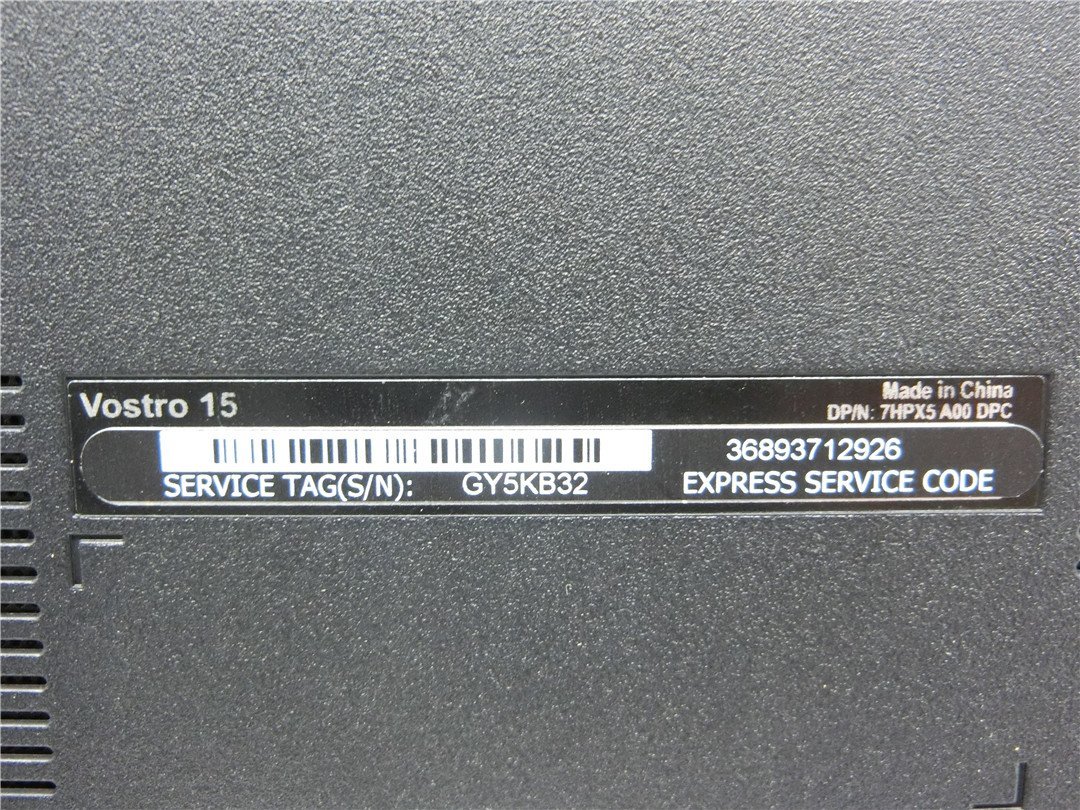 Vostro 15
Made in China
DP/N: 7HPX5 A00 DPC
36893712926
SERVICE TAG(S/N): GY5KB32
EXPRESS SERVICE CODE